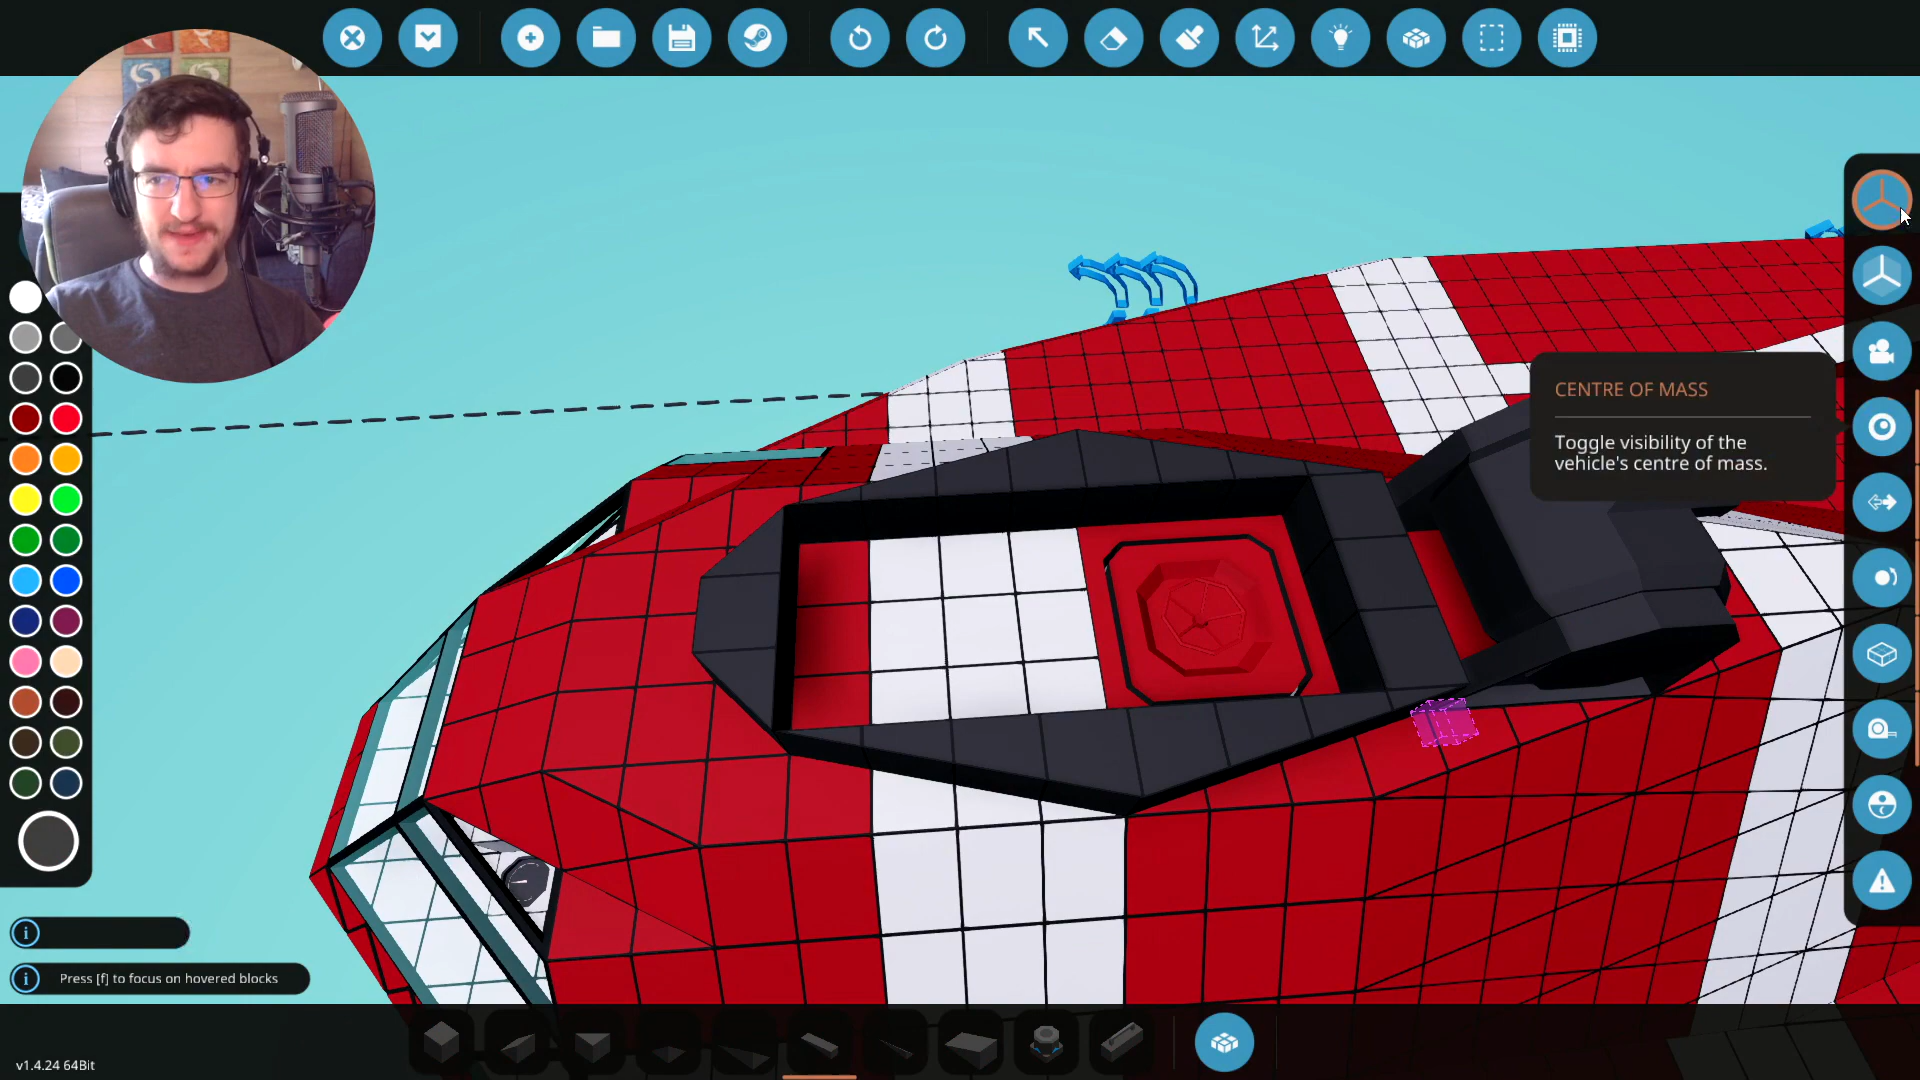 CENTRE OF MASS
Toggle visibility of the
vehicle's centre of mass.
Press [f] to focus on hovered blocks
v1.4.24 64Bit